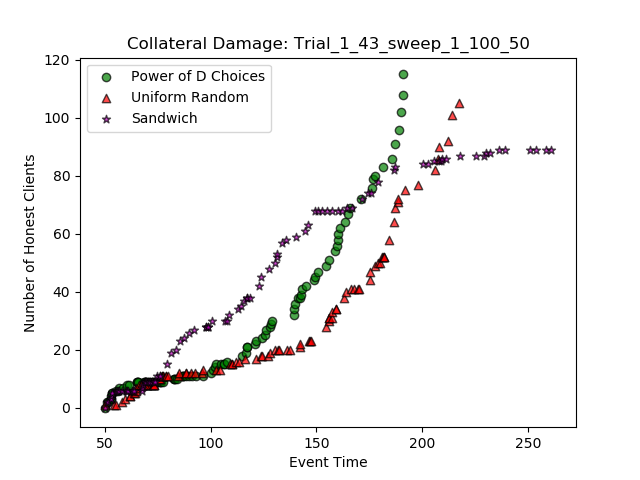 Collateral Damage: Trial_1_43_sweep_1_100_50
Power of D Choices
Uniform Random
Sandwich
Number of Honest Clients
120
100
80
60
40
20
0
50
100
150
200
250
Event Time